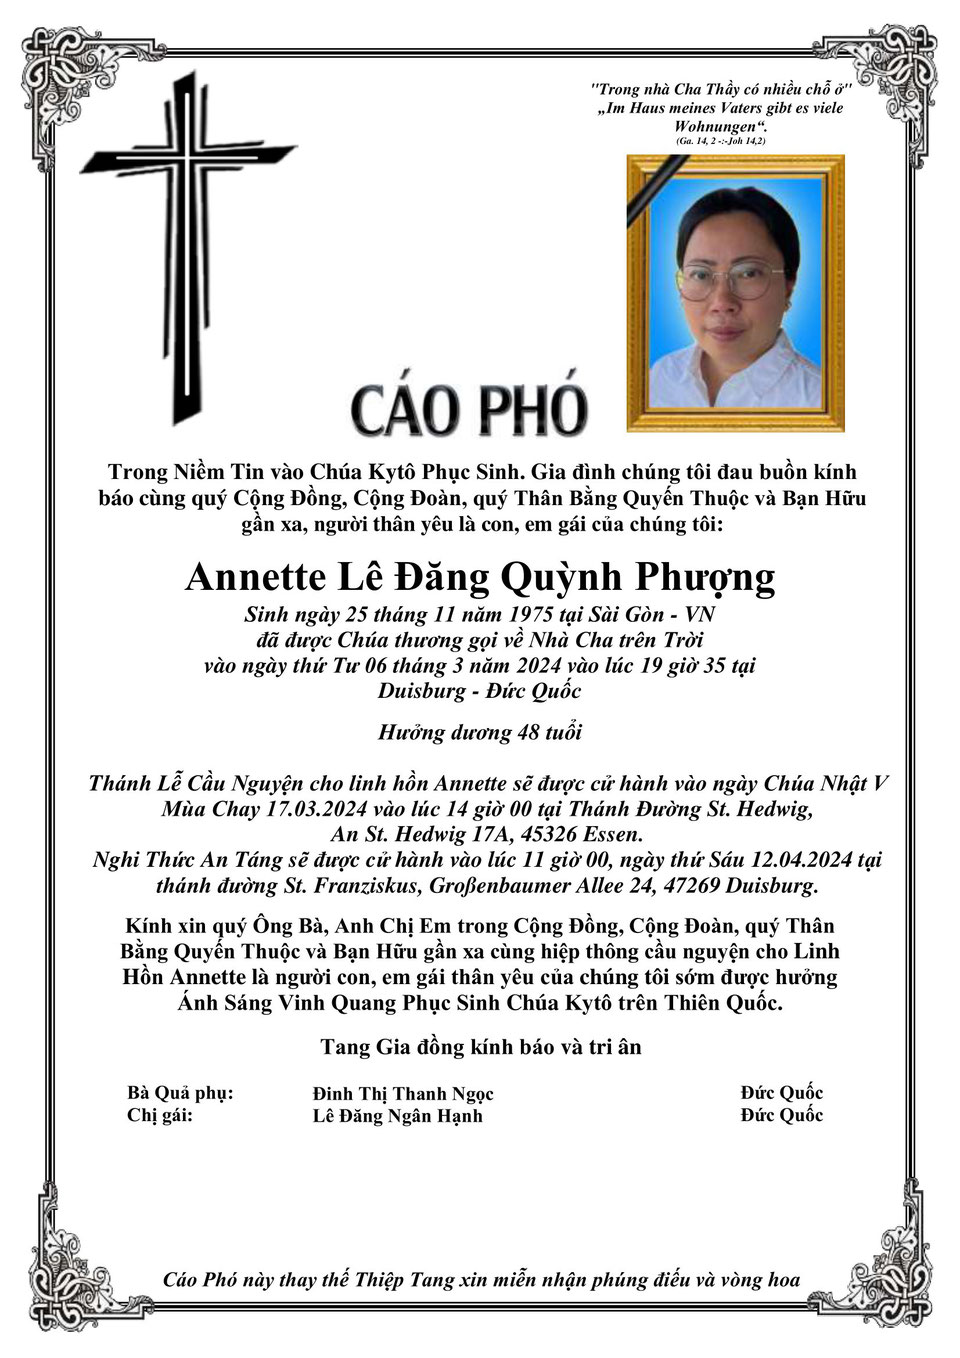 "Trong nhà Cha Thầy có nhiều chỗ ở"
„Im Haus meines Vaters gibt es viele
Wohnungen“.
(Ga. 14, 2 -:-Joh 14,2)
CÁO PHÓ
Trong Niềm Tin vào Chúa Kytô Phục Sinh. Gia đình chúng tôi đau buồn kính
báo cùng quý Cộng Đồng, Cộng Đoàn, quý Thân Bằng Quyến Thuộc và Bạn Hữu
gần xa, người thân yêu là con, em gái của chúng tôi:
Annette Lê Đăng Quỳnh Phượng
Sinh ngày 25 tháng 11 năm 1975 tại Sài Gòn - VN
đã được Chúa thương gọi về Nhà Cha trên Trời
vào ngày thứ Tư 06 tháng 3 năm 2024 vào lúc 19 giờ 35 tại
Duisburg - Đức Quốc
Hưởng dương 48 tuổi
Thánh Lễ Cầu Nguyện cho linh hồn Annette sẽ được cử hành vào ngày Chúa Nhật V
Mùa Chay 17.03.2024 vào lúc 14 giờ 00 tại Thánh Đường St. Hedwig,
An St. Hedwig 17A, 45326 Essen.
Nghi Thức An Táng sẽ được cử hành vào lúc 11 giờ 00, ngày thứ Sáu 12.04.2024 tại
thánh đường St. Franziskus, Großenbaumer Allee 24, 47269 Duisburg.
Kính xin quý Ông Bà, Anh Chị Em trong Cộng Đồng, Cộng Đoàn, quý Thân
Bằng Quyến Thuộc và Bạn Hữu gần xa cùng hiệp thông cầu nguyện cho Linh
Hồn Annette là người con, em gái thân yêu của chúng tôi sớm được hưởng
Ánh Sáng Vinh Quang Phục Sinh Chúa Kytô trên Thiên Quốc.
Tang Gia đồng kính báo và tri ân
Bà Quả phụ: Đinh Thị Thanh Ngọc Đức Quốc
Chị gái: Lê Đăng Ngân Hạnh Đức Quốc
Cáo Phó này thay thế Thiệp Tang xin miễn nhận phúng điếu và vòng hoa